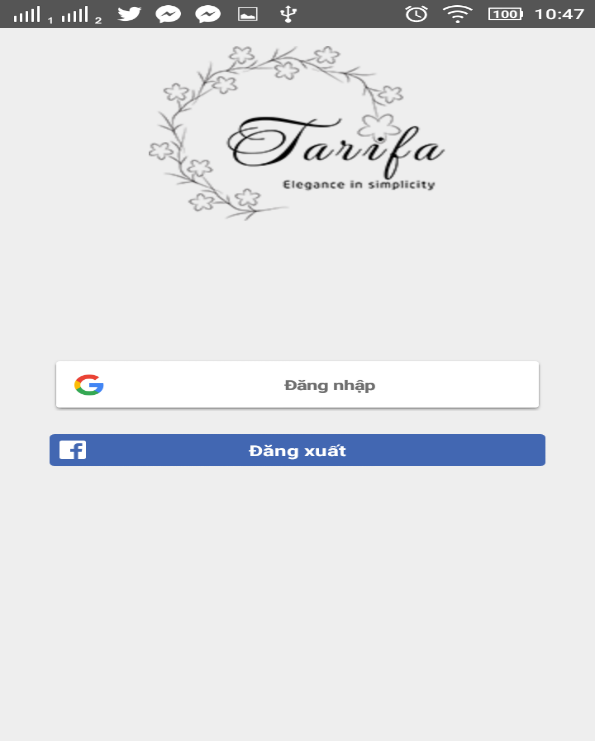 1 2 100 10:47
Tarifa
Elegance in simplicity
Đăng nhập
Đăng xuất